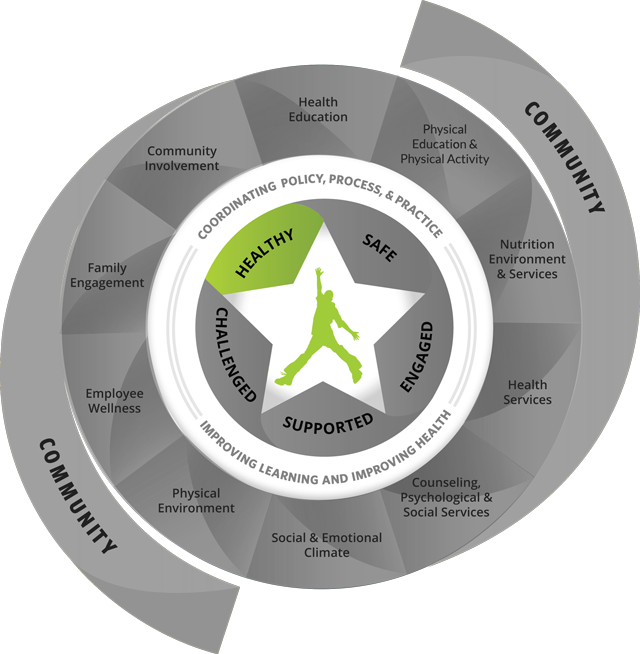 COMMUNITY
Health
Education
Physical
Education &
Physical Activity
Nutrition
Environment
& Services
Health
Services
Counseling,
Psychological &
Social Services
Social & Emotional
Climate
Physical
Environment
Employee
Wellness
Family
Engagement
Community
Involvement
COORDINATING POLICY, PROCESS, & PRACTICE
HEALTHY
SAFE
ENGAGED
SUPPORTED
CHALLENGED
IMPROVING LEARNING AND IMPROVING HEALTH
COMMUNITY